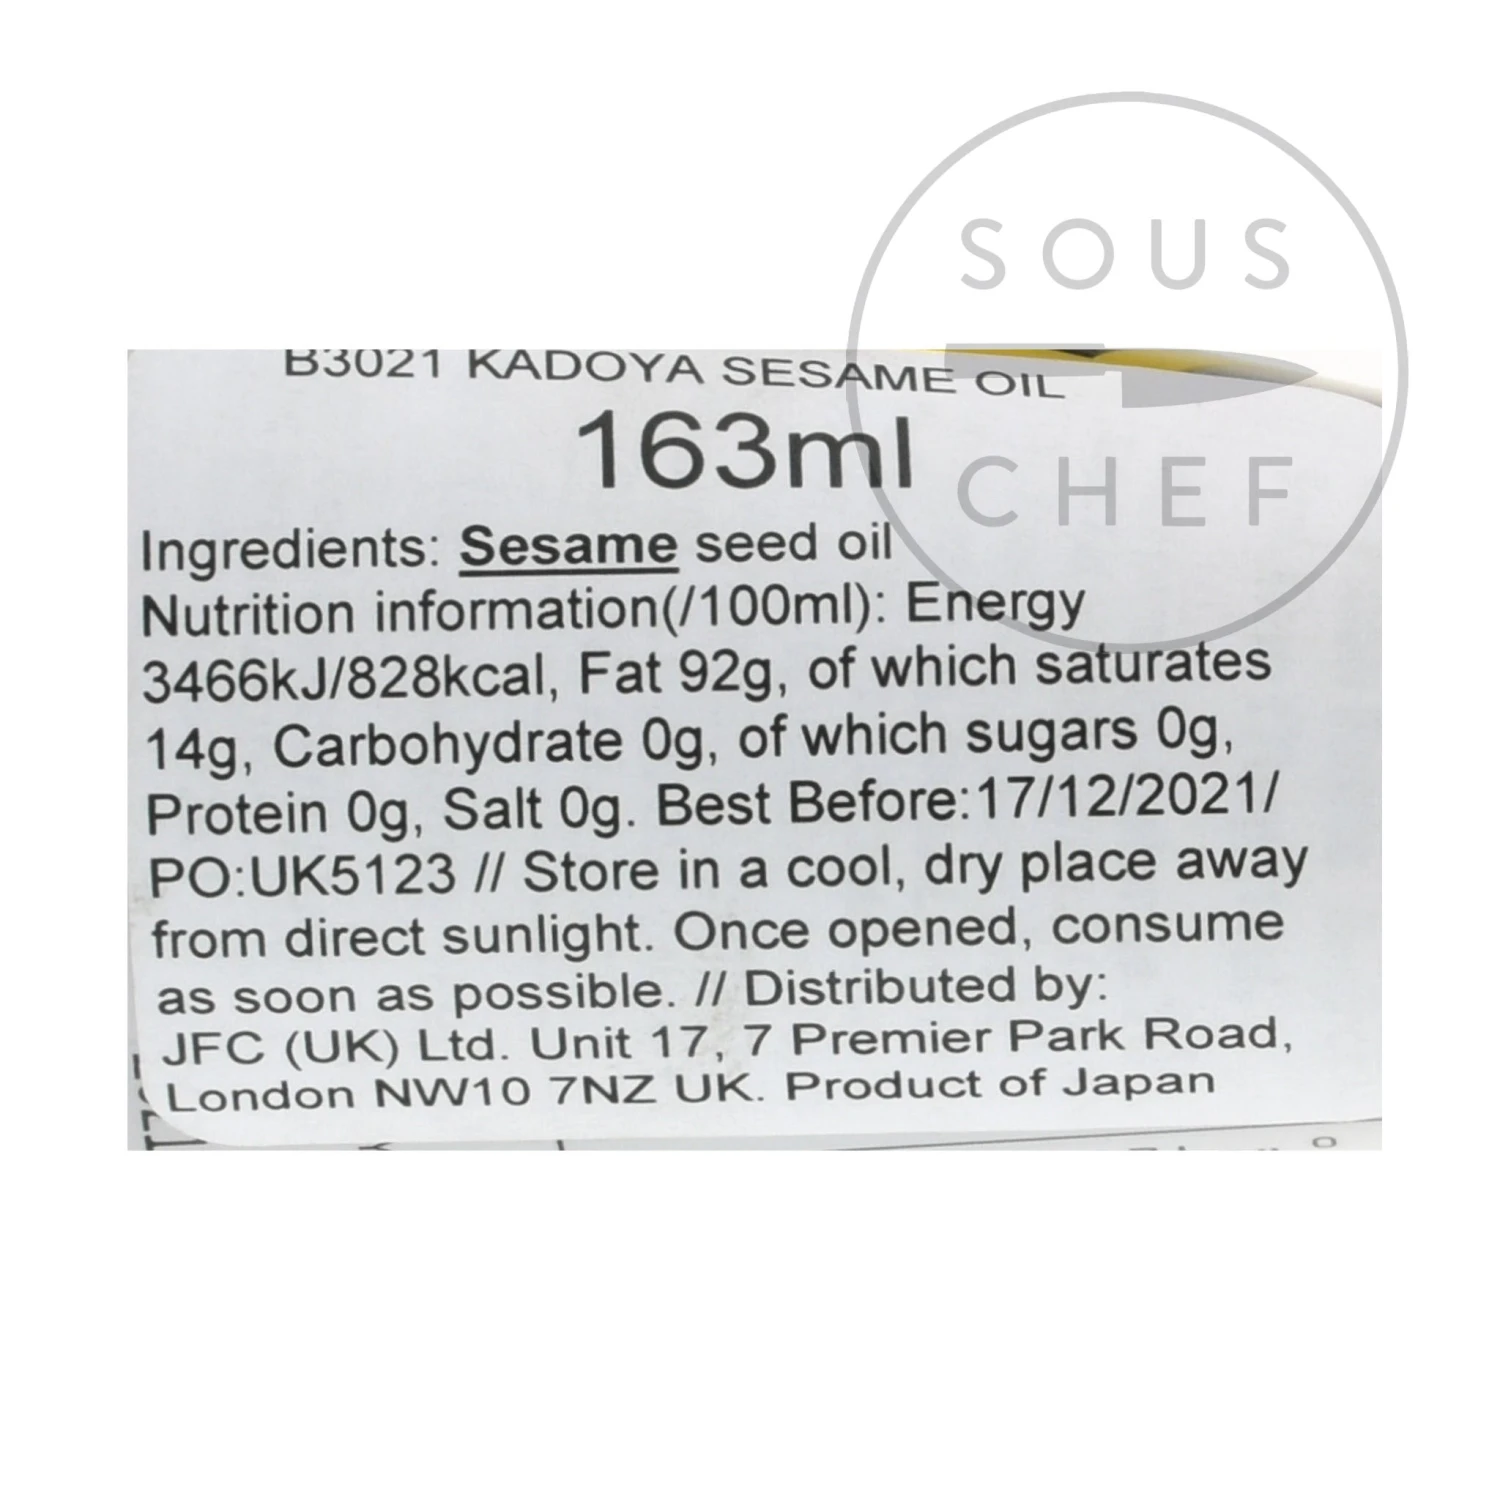 SOUS
CHEF
B3021 KADOYA SESAME OIL
163ml
Ingredients: Sesame seed oil
Nutrition information(/100ml): Energy
3466kJ/828kcal, Fat 92g, of which saturates
14g, Carbohydrate 0g, of which sugars 0g,
Protein 0g, Salt 0g. Best Before:17/12/2021/
PO:UK5123 // Store in a cool, dry place away
from direct sunlight. Once opened, consume
as soon as possible. // Distributed by:
JFC (UK) Ltd. Unit 17, 7 Premier Park Road,
London NW10 7NZ UK. Product of Japan